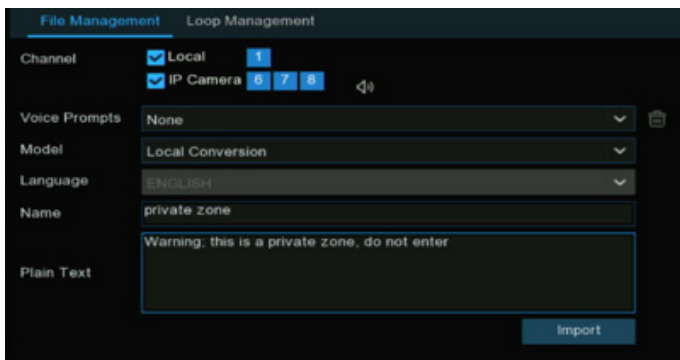 File Management Loop Management
Channel Local 1
IP Camera 6 7 8
Voice Prompts None
Model Local Conversion
Language ENGLISH
Name private zone
Warning; this is a private zone, do not enter
Plain Text
Import